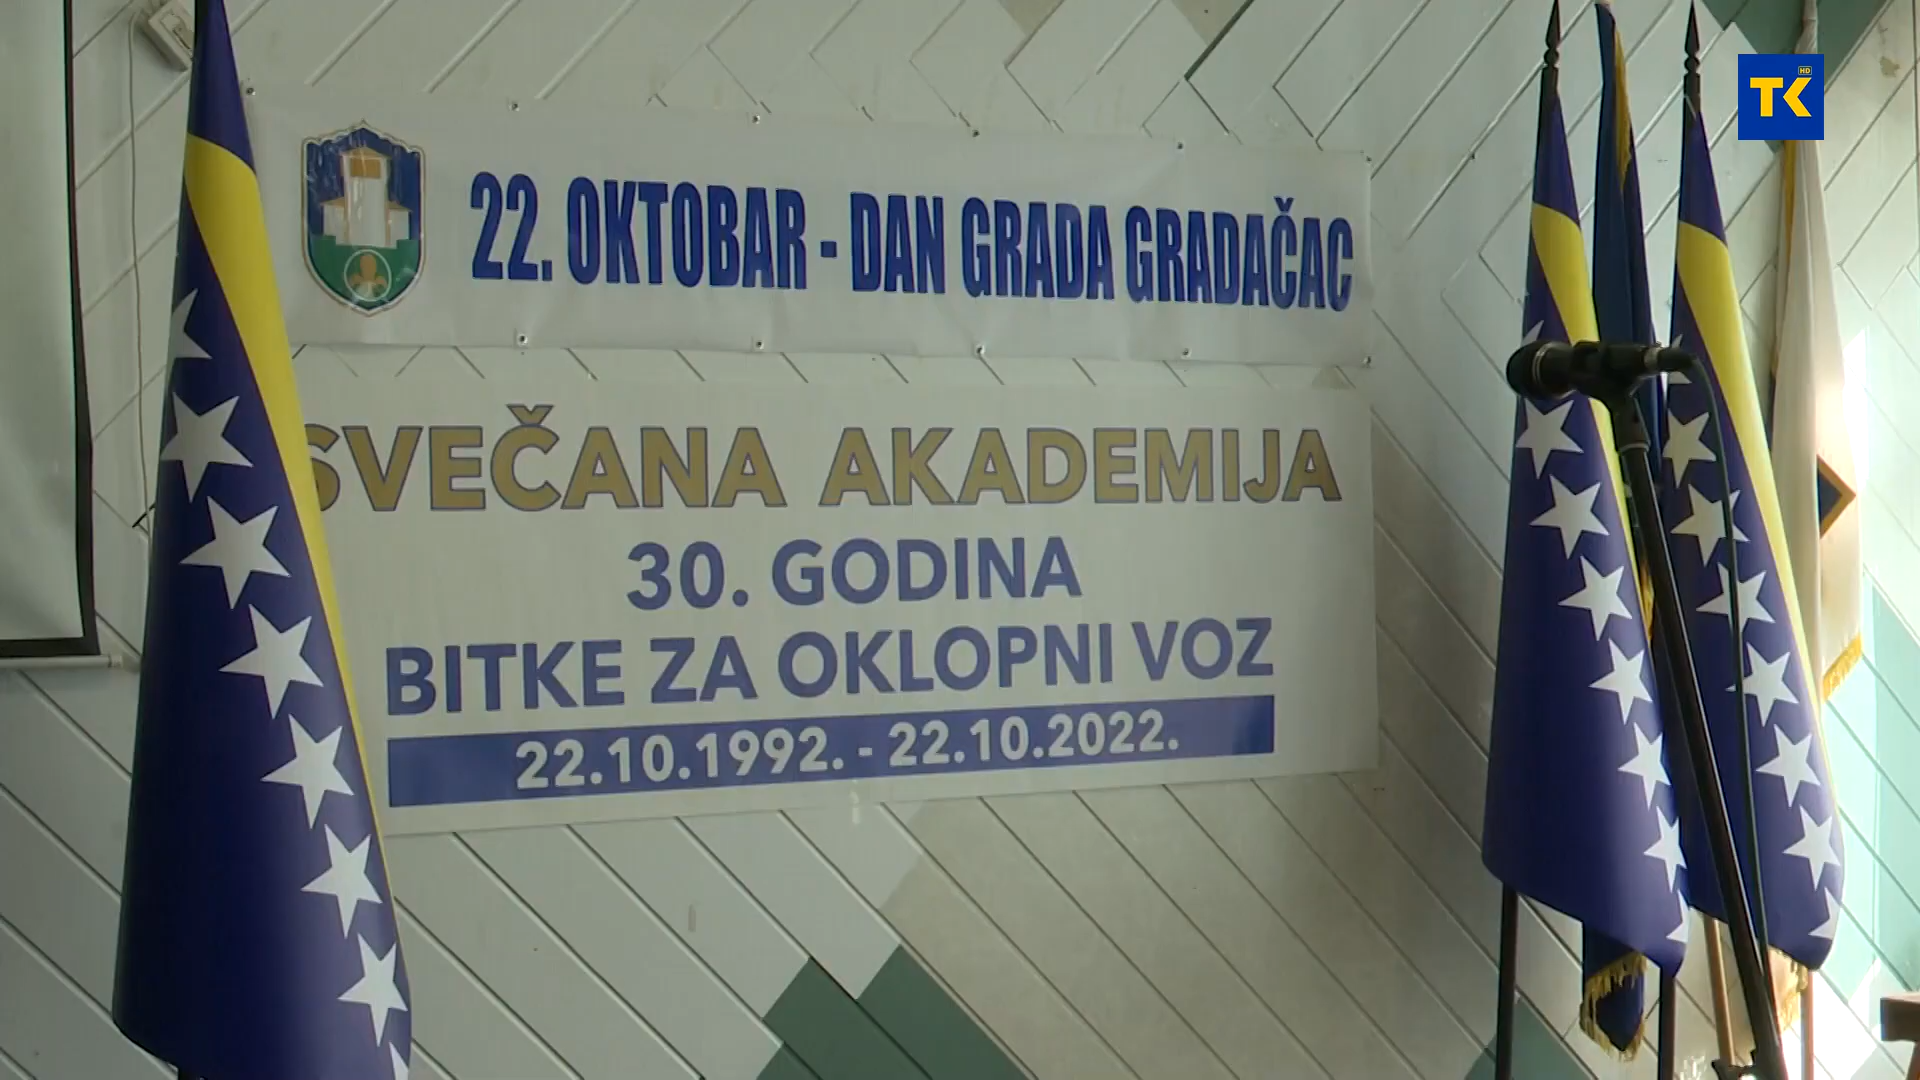 TK HD
22. OKTOBAR - DAN GRADA GRADAČAC
SVEČANA AKADEMIJA
30. GODINA
BITKE ZA OKLOPNI VOZ
22.10.1992. - 22.10.2022.